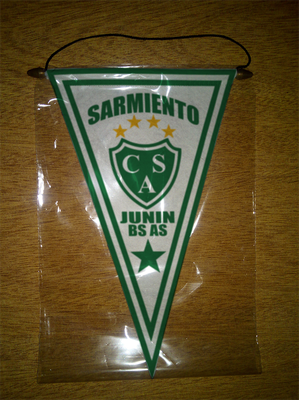 SARMIENTO
C S
A
JUNIN
BS AS